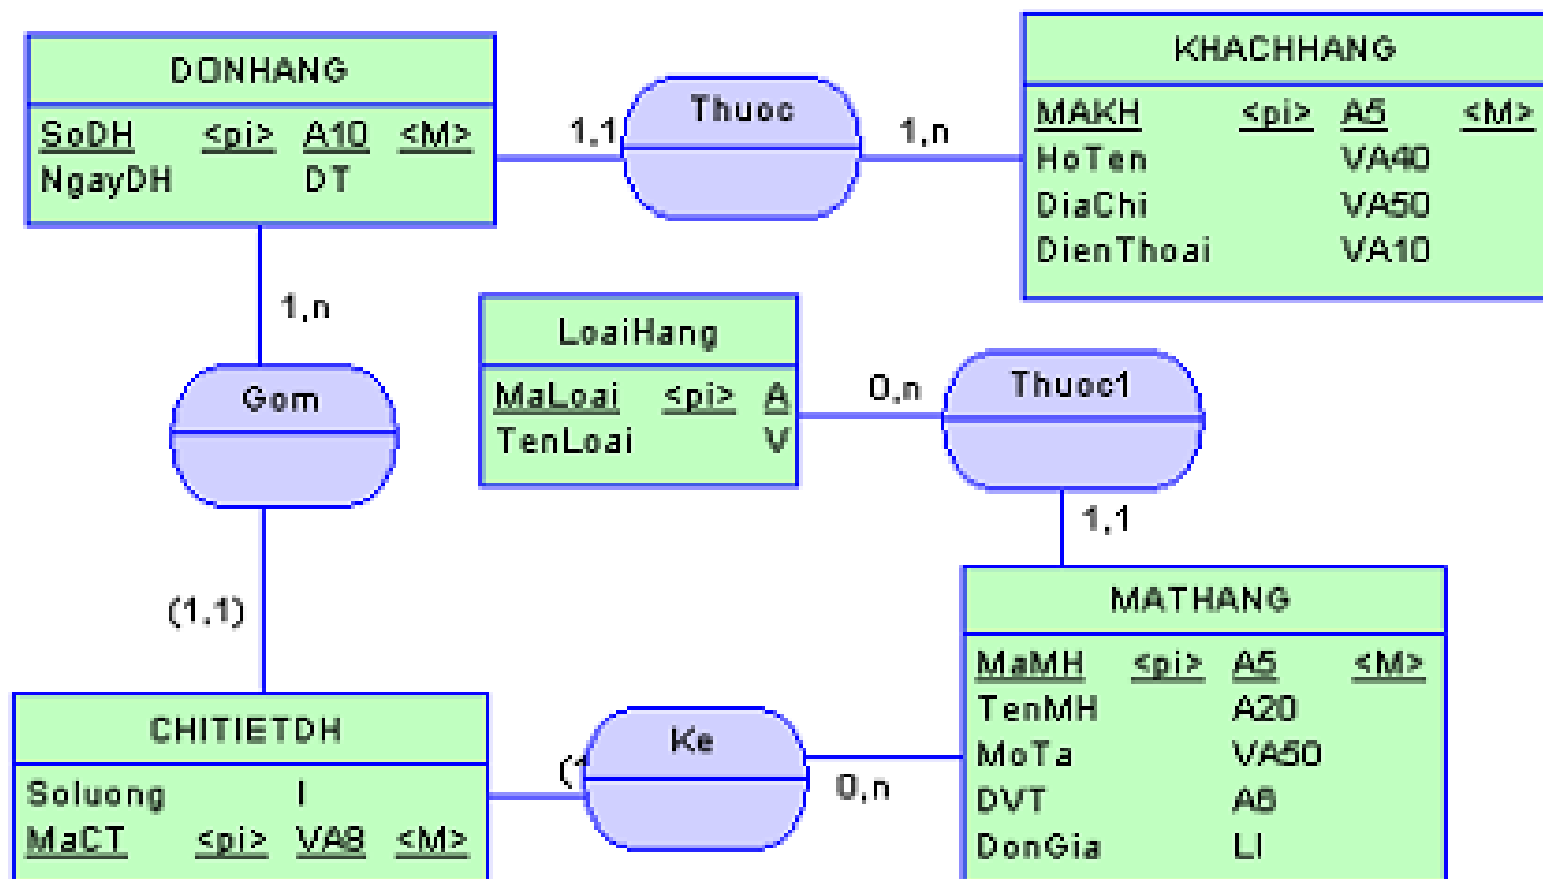 DONHANG
SoDH <pi> A10 <M>
NgayDH DT
1,1
Thuoc
1,n
KHACHHANG
MAKH <pi> A5 <M>
HoTen VA40
DiaChi VA50
DienThoai VA10
1,n
Gom
(1,1)
LoaiHang
MaLoai <pi> A
TenLoai V
0,n
Thuoc1
1,1
CHITIETDH
Soluong I
MaCT <pi> VA8 <M>
(1
Ke
0,n
MATHANG
MaMH <pi> A5 <M>
TenMH A20
MoTa VA50
DVT
DonGia LI